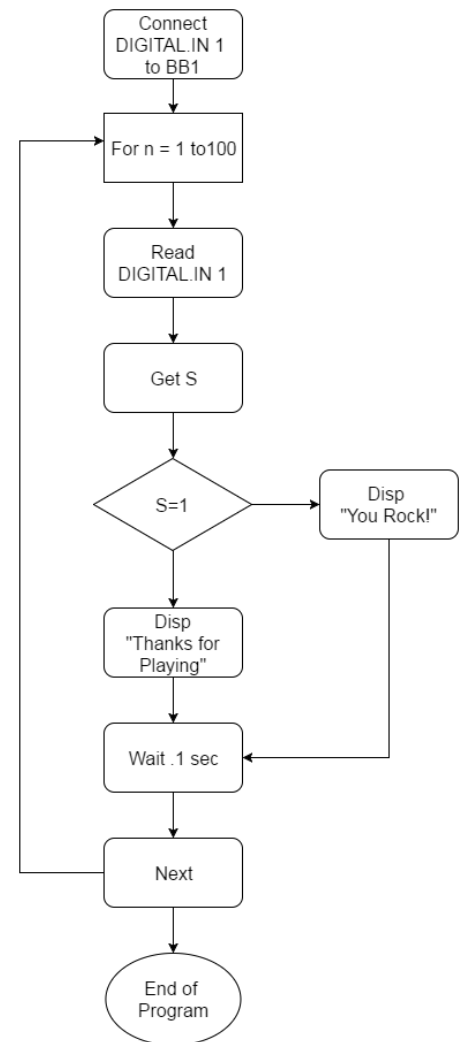 Connect
DIGITAL.IN 1
to BB1
For n = 1 to100
Read
DIGITAL.IN 1
Get S
S=1
Disp
"You Rock!"
Disp
"Thanks for
Playing"
Wait .1 sec
Next
End of
Program